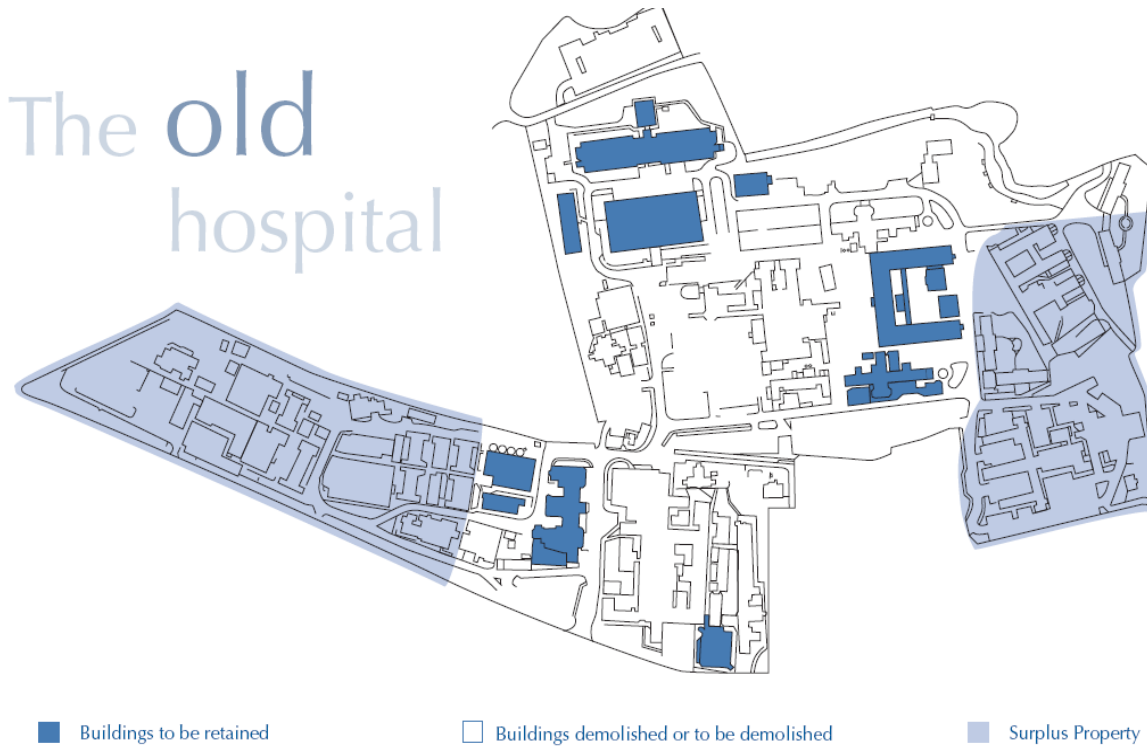 The old
hospital
Buildings to be retained
Buildings demolished or to be demolished
Surplus Property